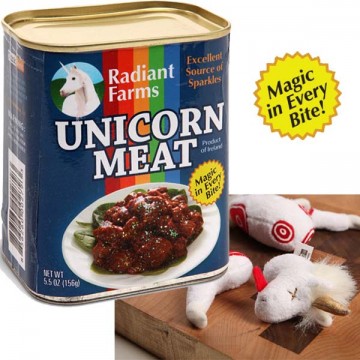 Radiant
Farms
Excellent
Source of
Sparkles
UNICORN
MEAT
Product
of Ireland
Magic
in Every
Bite!
NET WT
5.5 OZ (156g)
Magic
in Every
Bite!